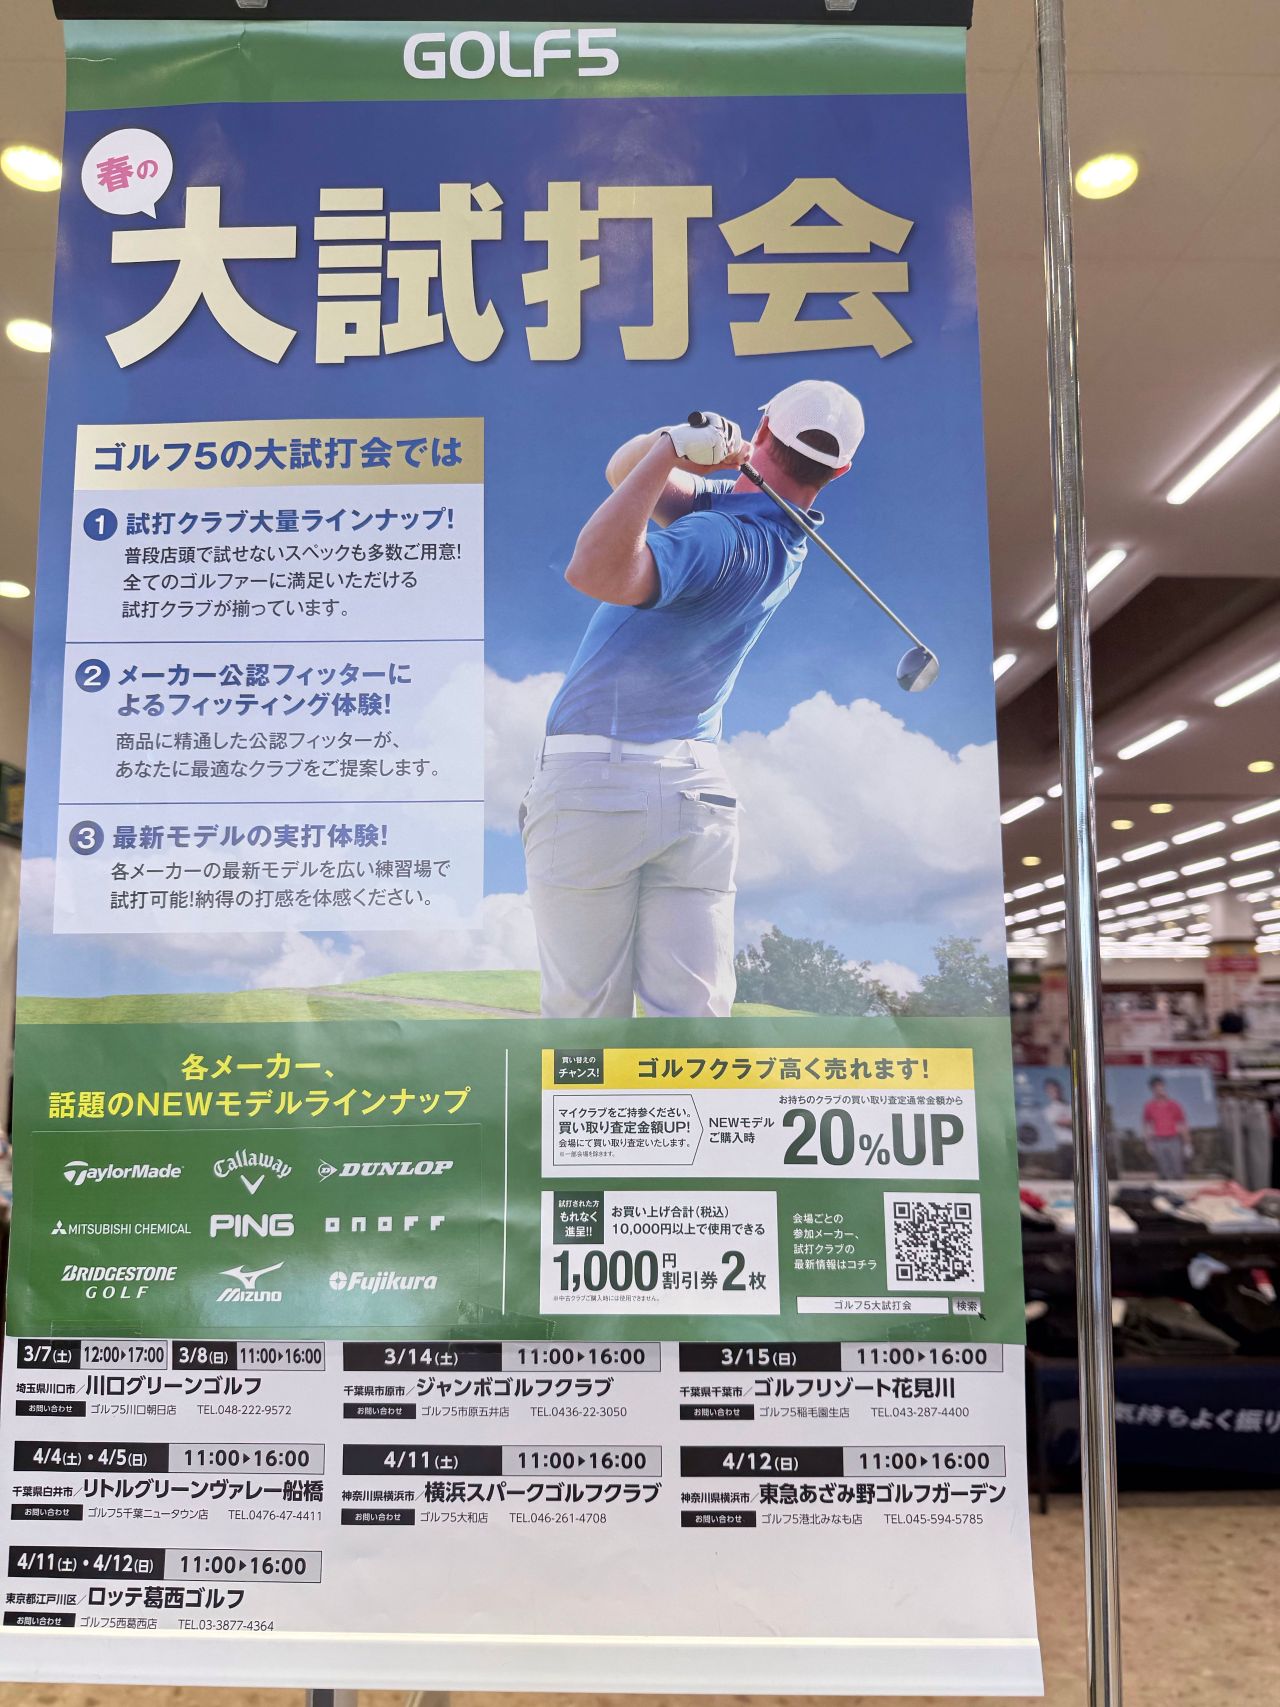 GOLF5
春の
大試打会
ゴルフ5の大試打会では
1 試打クラブ大量ラインナップ!
普段店頭で試せないスペックも多数ご用意!
全てのゴルファーに満足いただける
試打クラブが揃っています。
2 メーカー公認フィッターに
よるフィッティング体験!
商品に精通した公認フィッターが、
あなたに最適なクラブをご提案します。
3 最新モデルの実打体験!
各メーカーの最新モデルを広い練習場で
試打可能!納得の打感を体感ください。
各メーカー、
話題のNEWモデルラインナップ
TaylorMade Callaway DUNLOP
MITSUBISHI CHEMICAL PING ONOFF
BRIDGESTONE GOLF MIZUNO Fujikura
買い替えの
チャンス!
ゴルフクラブ高く売れます!
マイクラブをご持参ください。
買い取り査定金額UP!
会場にて買い取り査定いたします。
※一部会場を除きます。
NEWモデル
ご購入時
お持ちのクラブの買い取り査定通常金額から
20%UP
試打された方
もれなく
進呈!!
お買い上げ合計(税込)
10,000円以上で使用できる
1,000円割引券2枚
※中古クラブご購入時には使用できません。
会場ごとの
参加メーカー、
試打クラブの
最新情報はコチラ
ゴルフ5大試打会 検索
3/7(土) 12:00▶17:00 3/8(日) 11:00▶16:00
埼玉県川口市/川口グリーンゴルフ
お問い合わせ ゴルフ5川口朝日店 TEL.048-222-9572
3/14(土) 11:00▶16:00
千葉県市原市/ジャンボゴルフクラブ
お問い合わせ ゴルフ5市原五井店 TEL.0436-22-3050
3/15(日) 11:00▶16:00
千葉県千葉市/ゴルフリゾート花見川
お問い合わせ ゴルフ5稲毛園生店 TEL.043-287-4400
4/4(土)・4/5(日) 11:00▶16:00
千葉県白井市/リトルグリーンヴァレー船橋
お問い合わせ ゴルフ5千葉ニュータウン店 TEL.0476-47-4411
4/11(土) 11:00▶16:00
神奈川県横浜市/横浜スパークゴルフクラブ
お問い合わせ ゴルフ5大和店 TEL.046-261-4708
4/12(日) 11:00▶16:00
神奈川県横浜市/東急あざみ野ゴルフガーデン
お問い合わせ ゴルフ5港北みなも店 TEL.045-594-5785
4/11(土)・4/12(日) 11:00▶16:00
東京都江戸川区/ロッテ葛西ゴルフ
お問い合わせ ゴルフ5西葛西店 TEL.03-3877-4364
気持ちよく振り